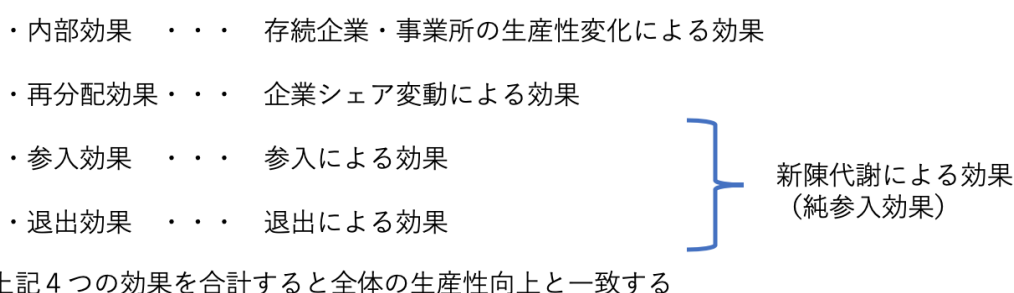 ・内部効果　・・・　存続企業・事業所の生産性変化による効果
・再分配効果・・・　企業シェア変動による効果
・参入効果　・・・　参入による効果
・退出効果　・・・　退出による効果
新陳代謝による効果
（純参入効果）
上記４つの効果を合計すると全体の生産性向上と一致する